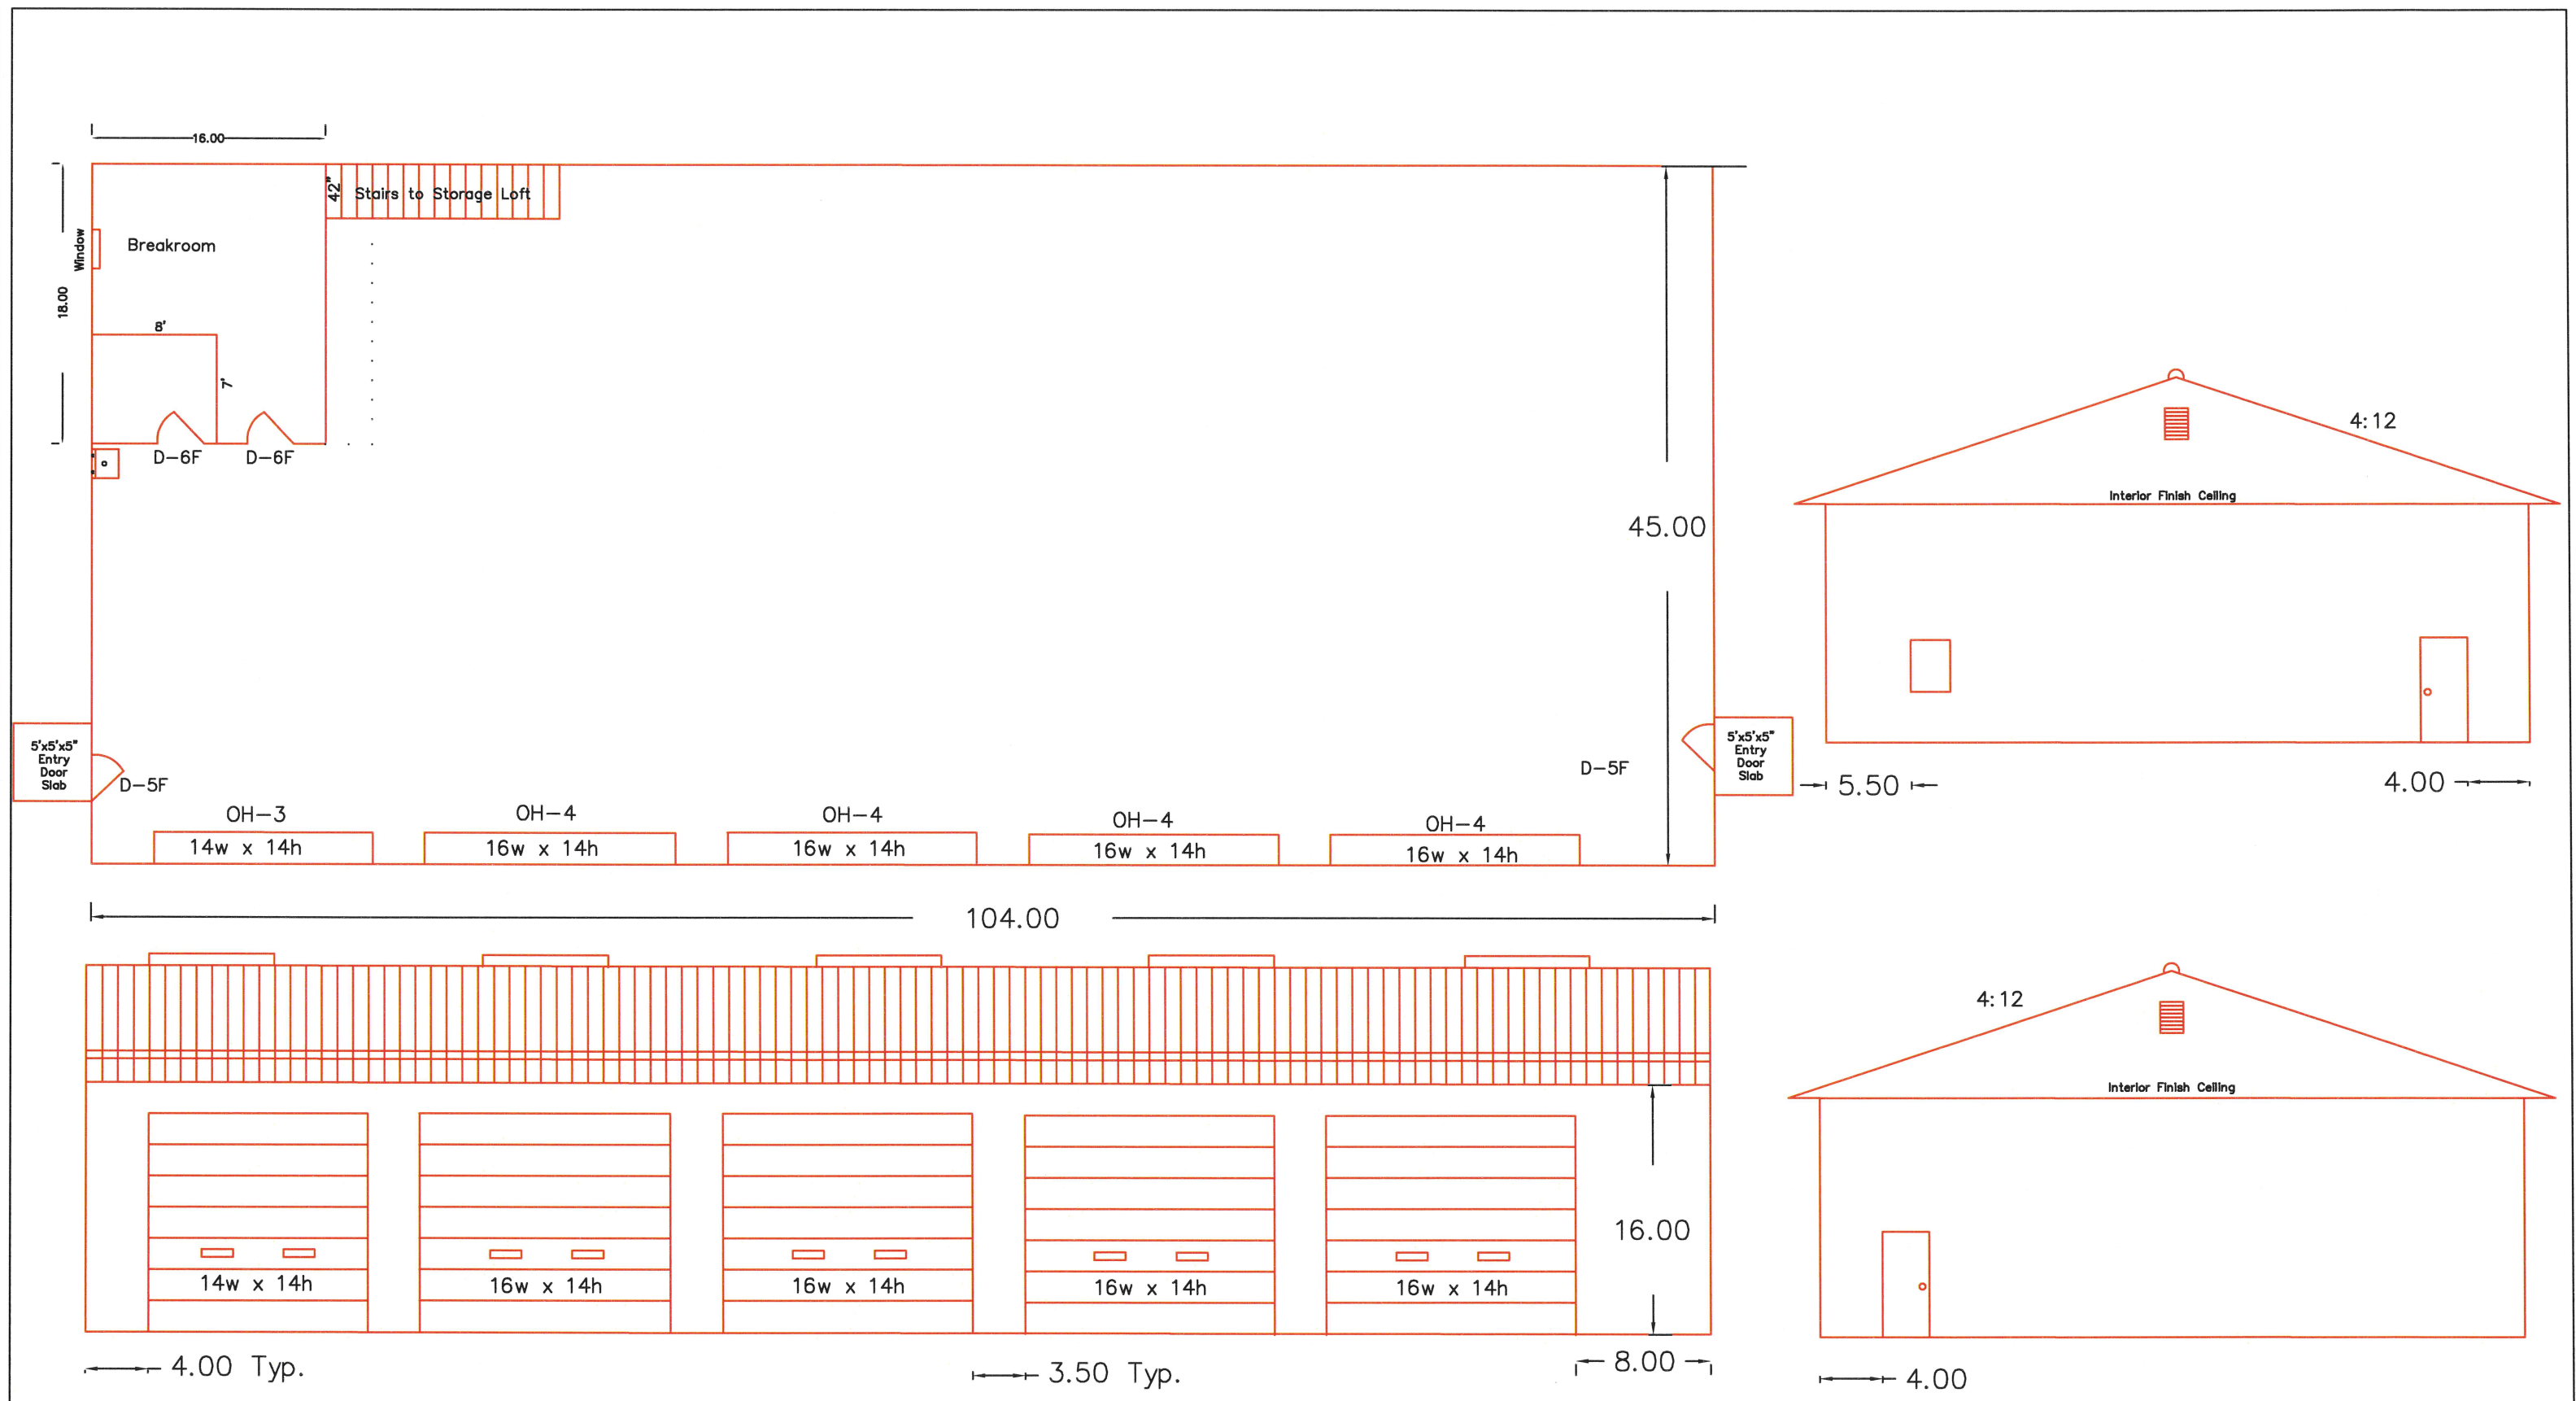 16.00
42"
Stairs to Storage Loft
Window
Breakroom
18.00
8'
7'
D-6F
D-6F
45.00
5'x5'x5"
Entry
Door
Slab
D-5F
D-5F
5'x5'x5"
Entry
Door
Slab
OH-3
OH-4
OH-4
OH-4
OH-4
14w x 14h
16w x 14h
16w x 14h
16w x 14h
16w x 14h
104.00
4:12
Interior Finish Ceiling
5.50
4.00
16.00
14w x 14h
16w x 14h
16w x 14h
16w x 14h
16w x 14h
4.00 Typ.
3.50 Typ.
8.00
4:12
Interior Finish Ceiling
4.00